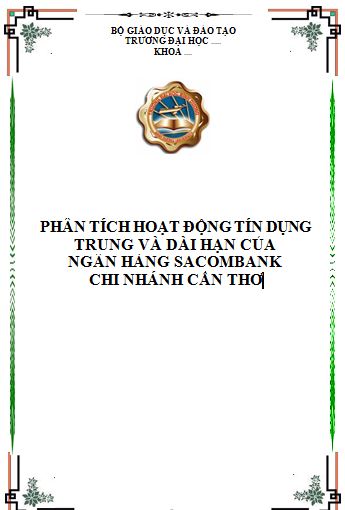 BỘ GIÁO DỤC VÀ ĐÀO TẠO
TRƯỜNG ĐẠI HỌC .....
KHOA ....
PHÂN TÍCH HOẠT ĐỘNG TÍN DỤNG
TRUNG VÀ DÀI HẠN CỦA
NGÂN HÀNG SACOMBANK
CHI NHÁNH CẦN THƠ